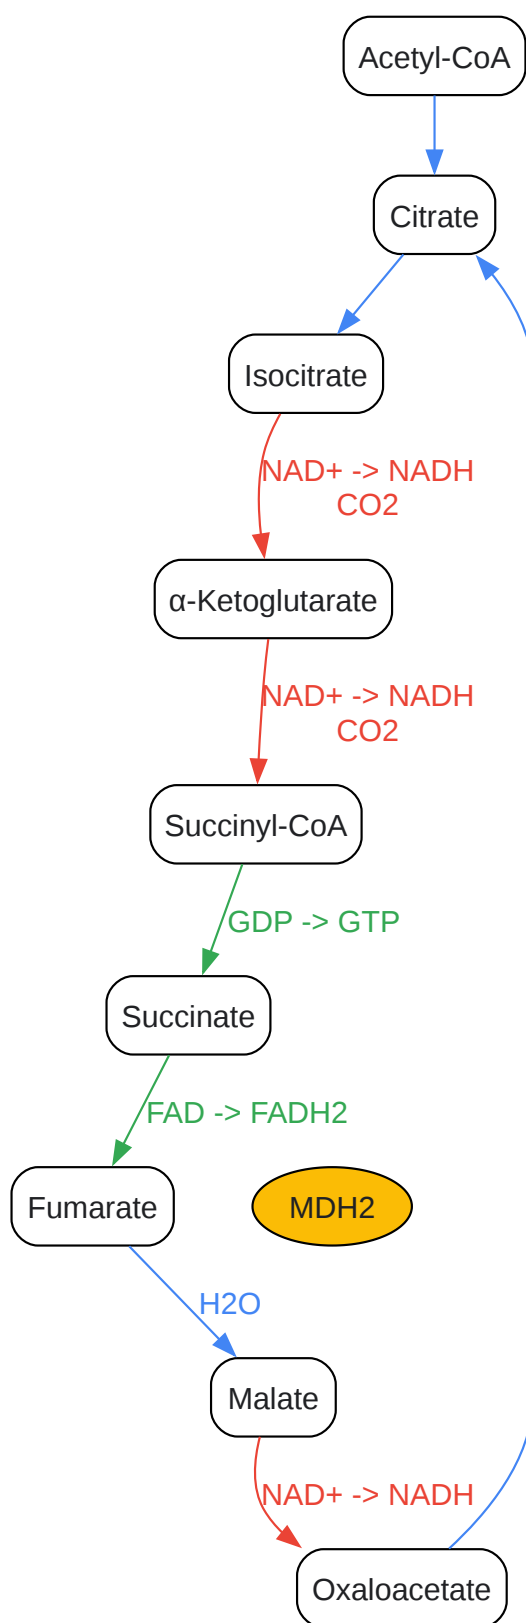 Acetyl-CoA
Citrate
Isocitrate
NAD+ -> NADH
CO2
α-Ketoglutarate
NAD+ -> NADH
CO2
Succinyl-CoA
GDP -> GTP
Succinate
FAD -> FADH2
Fumarate
MDH2
H2O
Malate
NAD+ -> NADH
Oxaloacetate